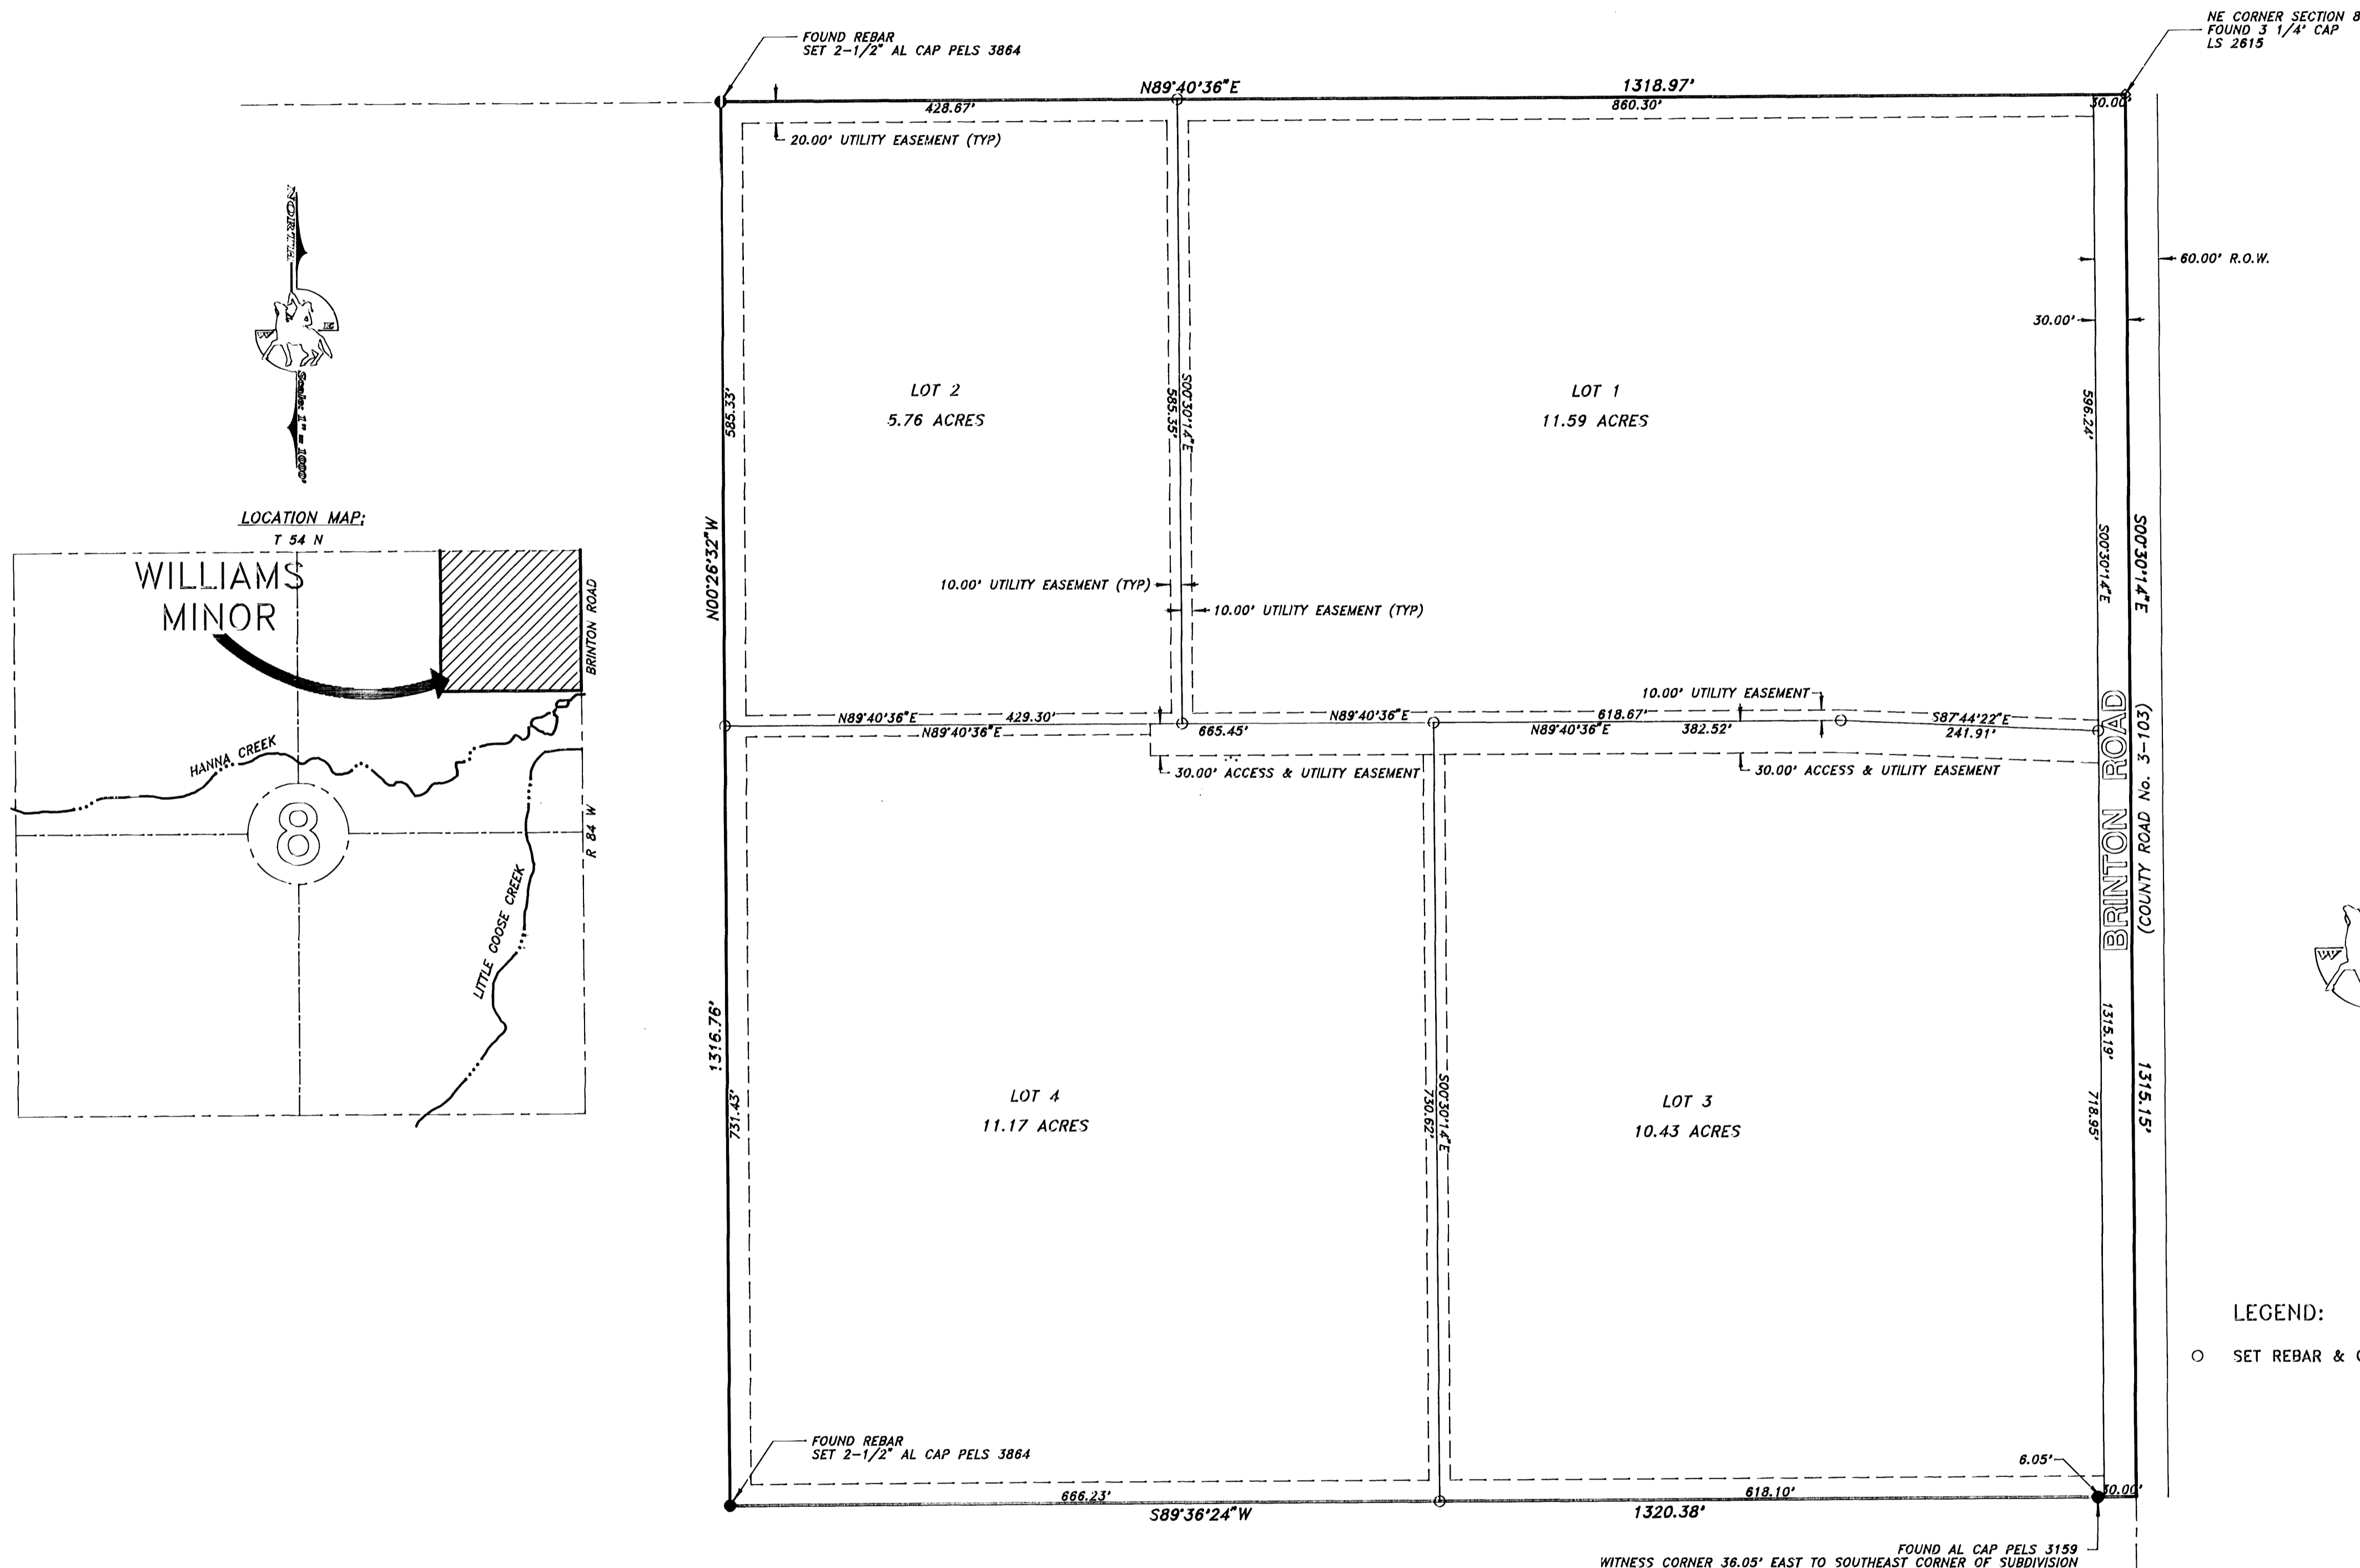 NE CORNER SECTION 8
FOUND 3 1/4' CAP
LS 2615
FOUND REBAR
SET 2-1/2" AL CAP PELS 3864
N89°40'36"E
1318.97'
428.67'
860.30'
30.00'
20.00' UTILITY EASEMENT (TYP)
NORTH
W
E
Scale: 1" = 1000'
60.00' R.O.W.
30.00'
LOT 2
5.76 ACRES
LOT 1
11.59 ACRES
585.33'
585.35'
S00°30'14"E
596.24'
N00°26'32"W
S00°30'14"E
S00°30'14"E
LOCATION MAP:
T 54 N
WILLIAMS
MINOR
BRINTON ROAD
HANNA CREEK
8
R 84 W
LITTLE GOOSE CREEK
10.00' UTILITY EASEMENT (TYP)
10.00' UTILITY EASEMENT (TYP)
10.00' UTILITY EASEMENT
N89°40'36"E
429.30'
N89°40'36"E
618.67'
S87°44'22"E
N89°40'36"E
665.45'
N89°40'36"E
382.52'
241.91'
30.00' ACCESS & UTILITY EASEMENT
30.00' ACCESS & UTILITY EASEMENT
BRINTON ROAD
(COUNTY ROAD No. 3-103)
W
1316.76'
731.43'
LOT 4
11.17 ACRES
730.62'
S00°30'14"E
LOT 3
10.43 ACRES
718.95'
1315.19'
1315.15'
LEGEND:
SET REBAR &
FOUND REBAR
SET 2-1/2" AL CAP PELS 3864
6.05'
666.23'
618.10'
30.00'
S89°36'24"W
1320.38'
FOUND AL CAP PELS 3159
WITNESS CORNER 36.05' EAST TO SOUTHEAST CORNER OF SUBDIVISION